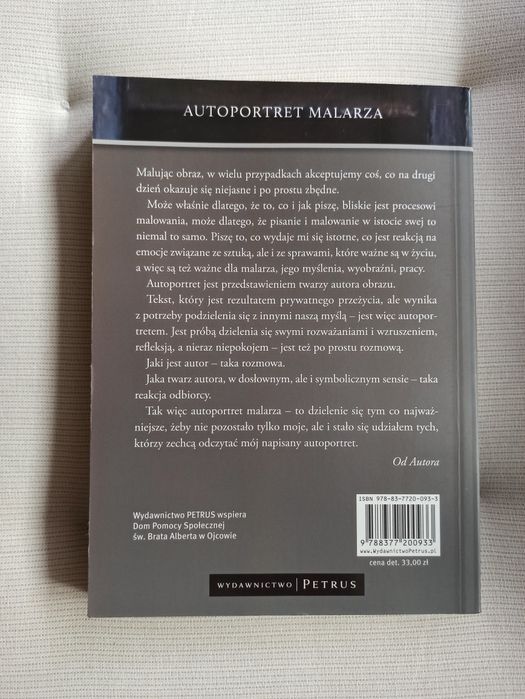 AUTOPORTRET MALARZA
Malując obraz, w wielu przypadkach akceptujemy coś, co na drugi
dzień okazuje się niejasne i po prostu zbędne.
Może właśnie dlatego, że to, co i jak piszę, bliskie jest procesowi
malowania, może dlatego, że pisanie i malowanie w istocie swej to
niemal to samo. Piszę to, co wydaje mi się istotne, co jest reakcją na
emocje związane ze sztuką, ale i ze sprawami, które ważne są w życiu,
a więc są też ważne dla malarza, jego myślenia, wyobraźni, pracy.
Autoportret jest przedstawieniem twarzy autora obrazu.
Tekst, który jest rezultatem prywatnego przeżycia, ale wynika
z potrzeby podzielenia się z innymi naszą myślą – jest więc autopor-
tretem. Jest próbą dzielenia się swymi rozważaniami i wzruszeniem,
refleksją, a nieraz niepokojem – jest też po prostu rozmową.
Jaki jest autor – taka rozmowa.
Jaka twarz autora, w dosłownym, ale i symbolicznym sensie – taka
reakcja odbiorcy.
Tak więc autoportret malarza – to dzielenie się tym co najważ-
niejsze, żeby nie pozostało tylko moje, ale i stało się udziałem tych,
którzy zechcą odczytać mój napisany autoportret.
Od Autora
Wydawnictwo PETRUS wspiera
Dom Pomocy Społecznej
św. Brata Alberta w Ojcowie
ISBN 978-83-7720-093-3
9 788377 200933
www.WydawnictwoPetrus.pl
cena det. 33,00 zł
WYDAWNICTWO | PETRUS